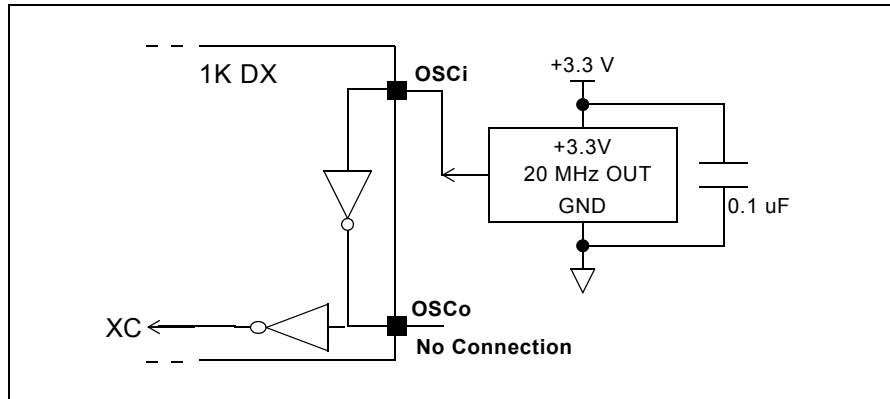 1K DX
OSCi
+3.3 V
+3.3V
20 MHz OUT
GND
0.1 uF
OSCo
XC
No Connection